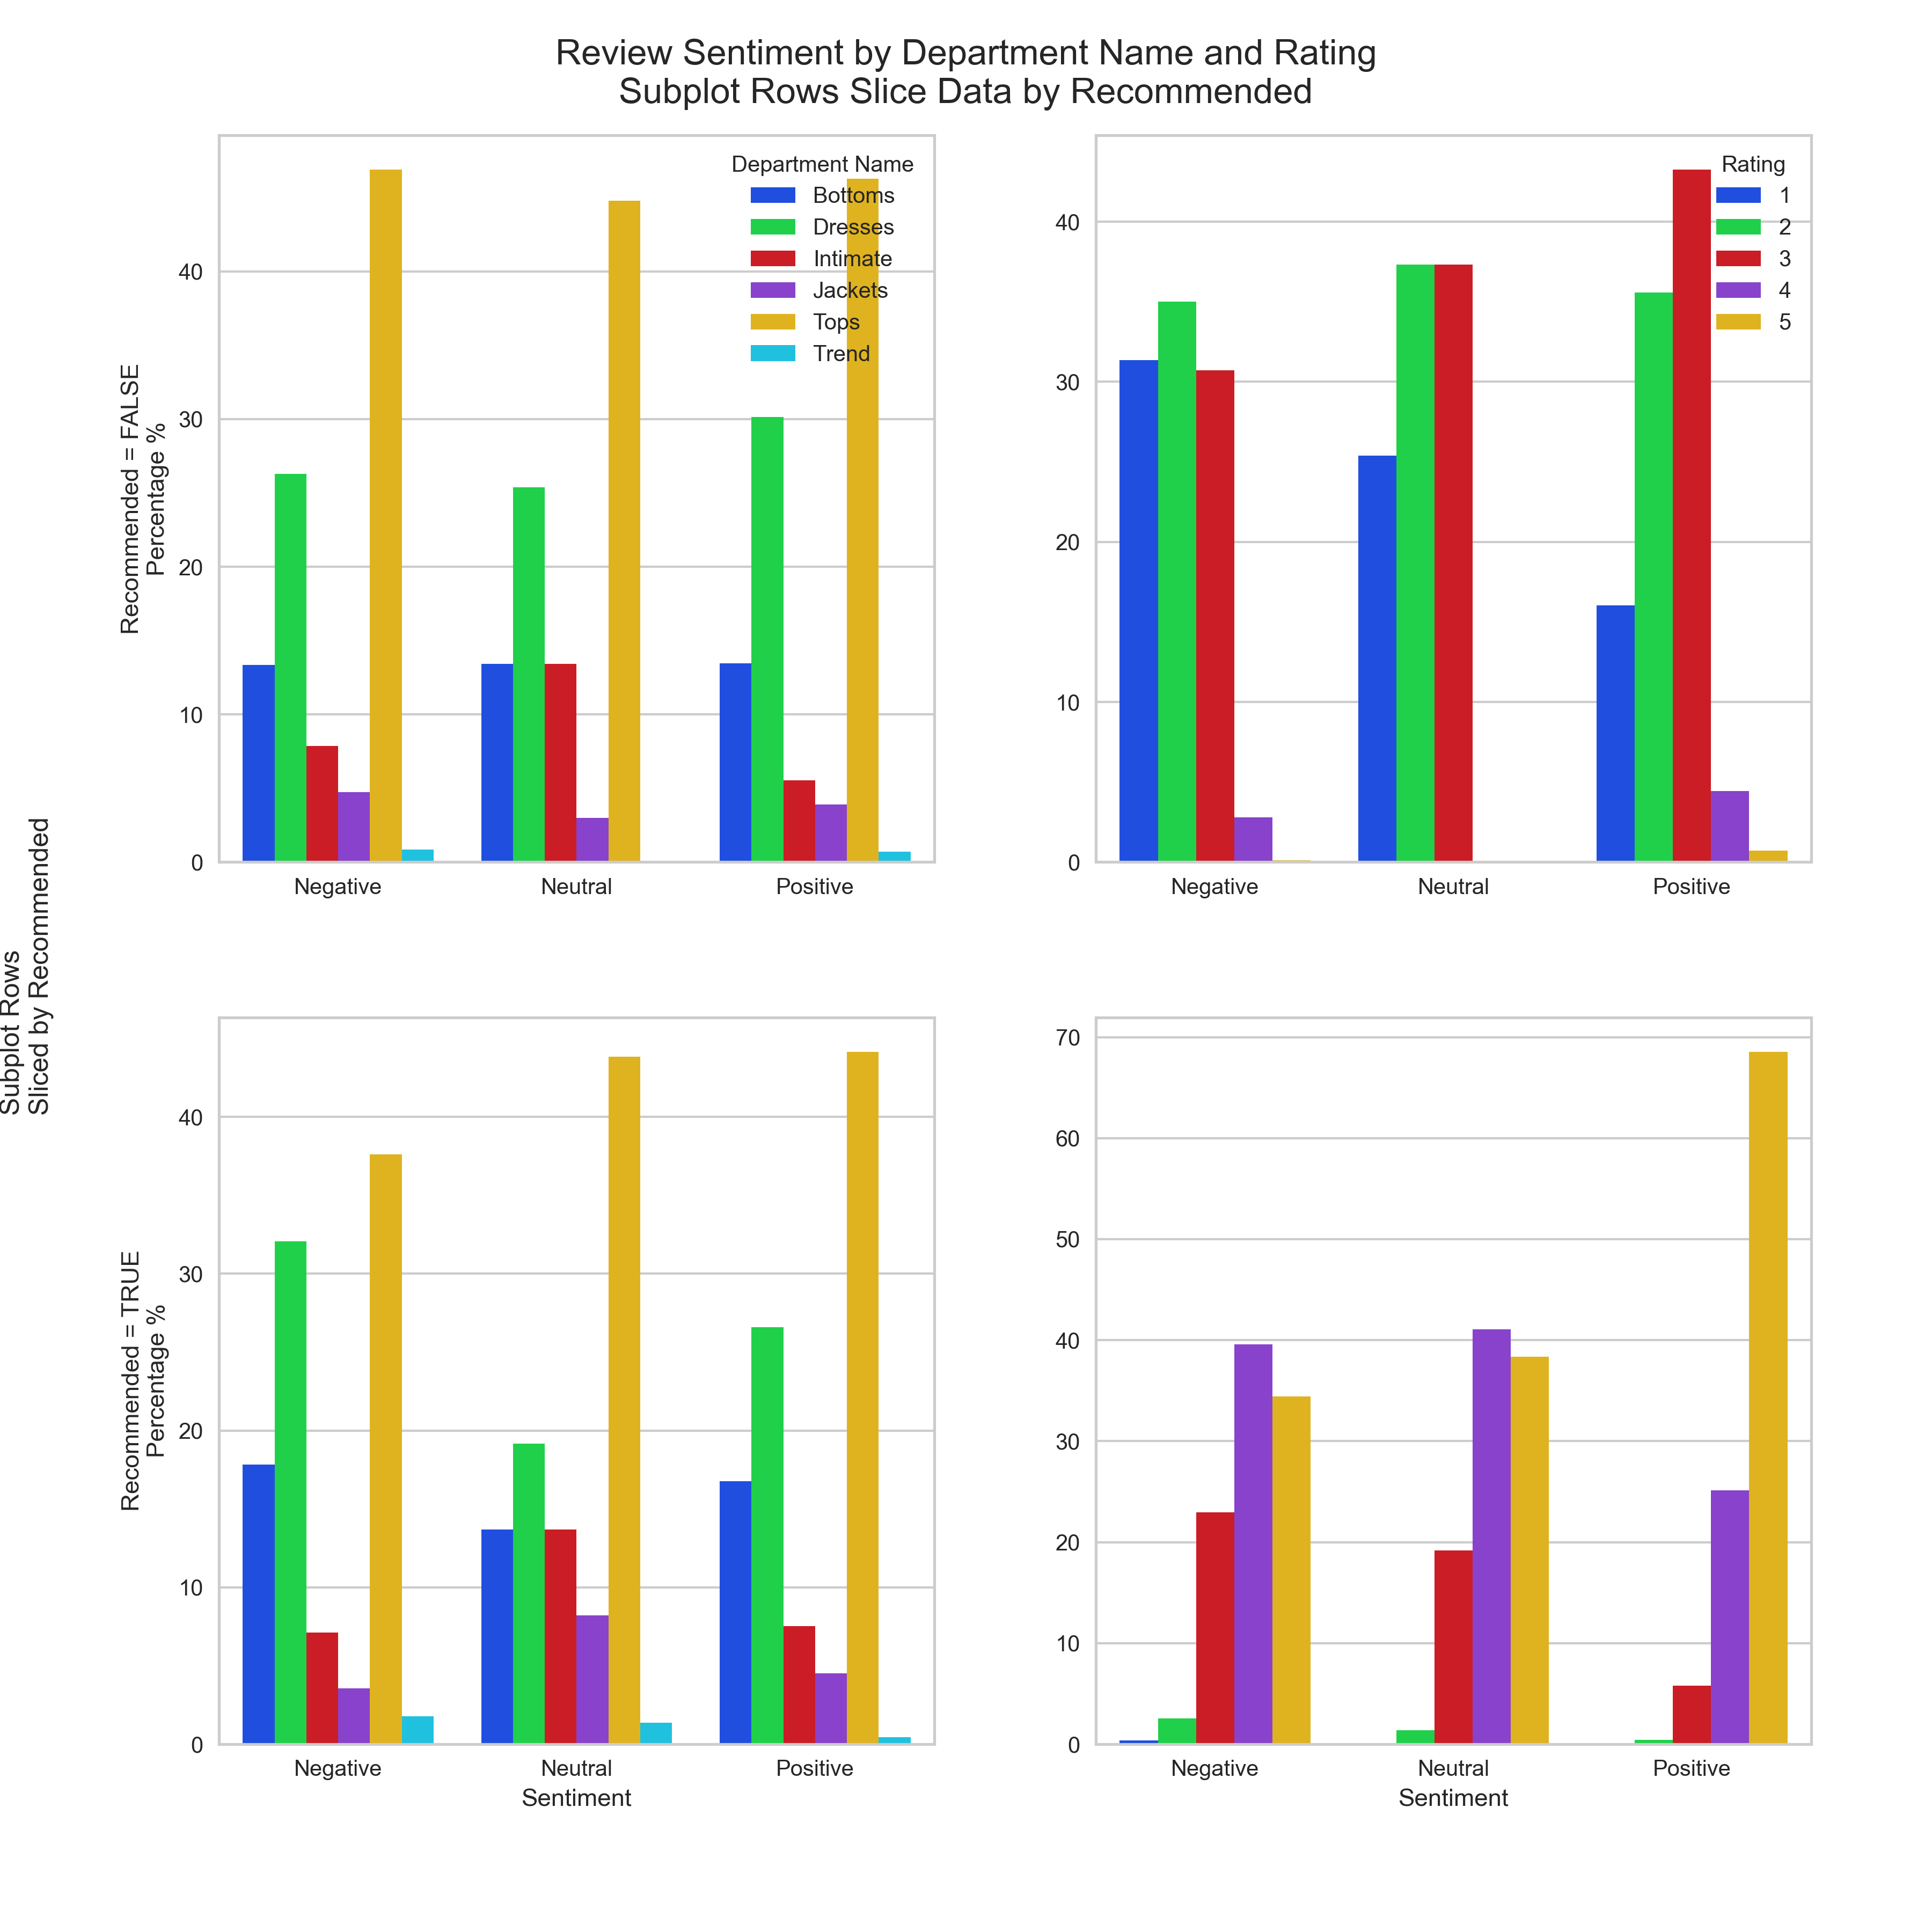 Review Sentiment by Department Name and Rating
Subplot Rows Slice Data by Recommended
Subplot Rows
Sliced by Recommended
Recommended = FALSE
Percentage %
40
30
20
10
0
Department Name
Bottoms
Dresses
Intimate
Jackets
Tops
Trend
Negative
Neutral
Positive
40
30
20
10
0
Rating
1
2
3
4
5
Negative
Neutral
Positive
Recommended = TRUE
Percentage %
40
30
20
10
0
Negative
Neutral
Positive
Sentiment
70
60
50
40
30
20
10
0
Negative
Neutral
Positive
Sentiment